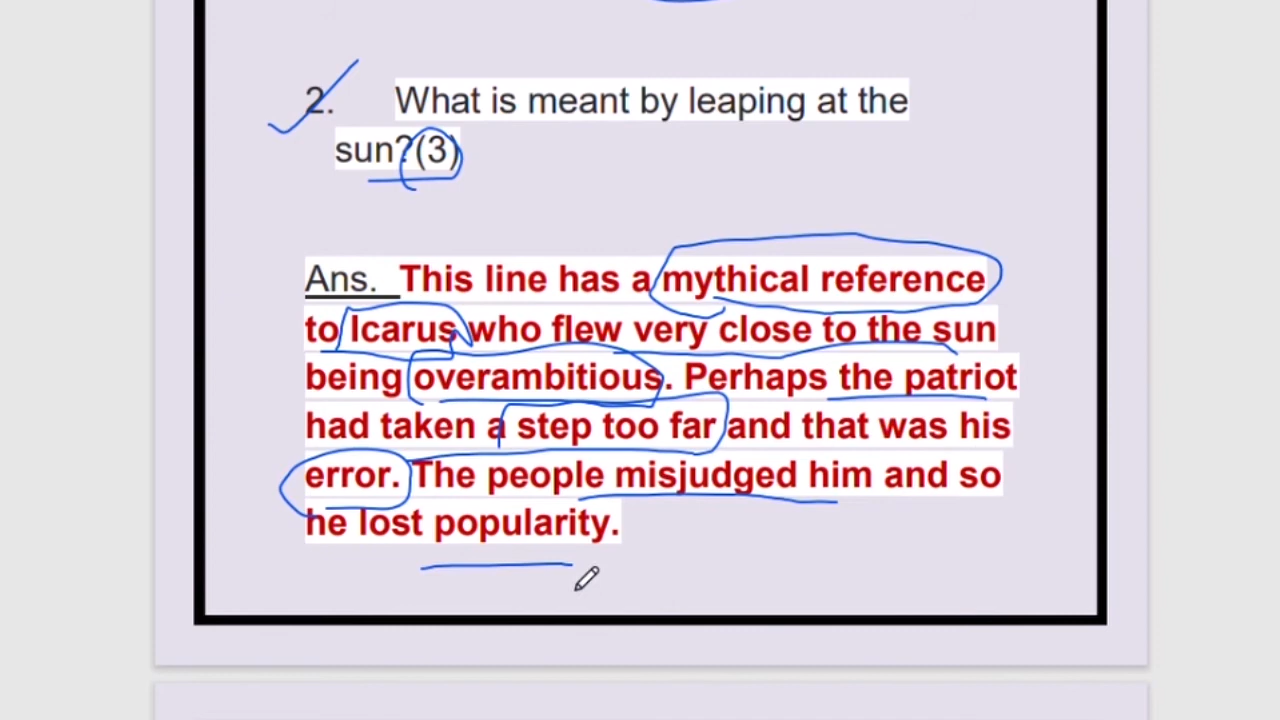 2. What is meant by leaping at the
sun?(3)
Ans. This line has a mythical reference
to Icarus who flew very close to the sun
being overambitious. Perhaps the patriot
had taken a step too far and that was his
error. The people misjudged him and so
he lost popularity.